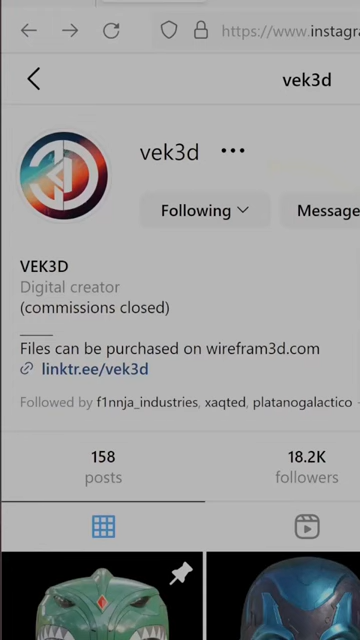 https://www.instagr
vek3d
vek3d
Following
Message
VEK3D
Digital creator
(commissions closed)
Files can be purchased on wirefram3d.com
linktr.ee/vek3d
Followed by f1nnja_industries, xaqted, platanogalactico
158
18.2K
posts
followers